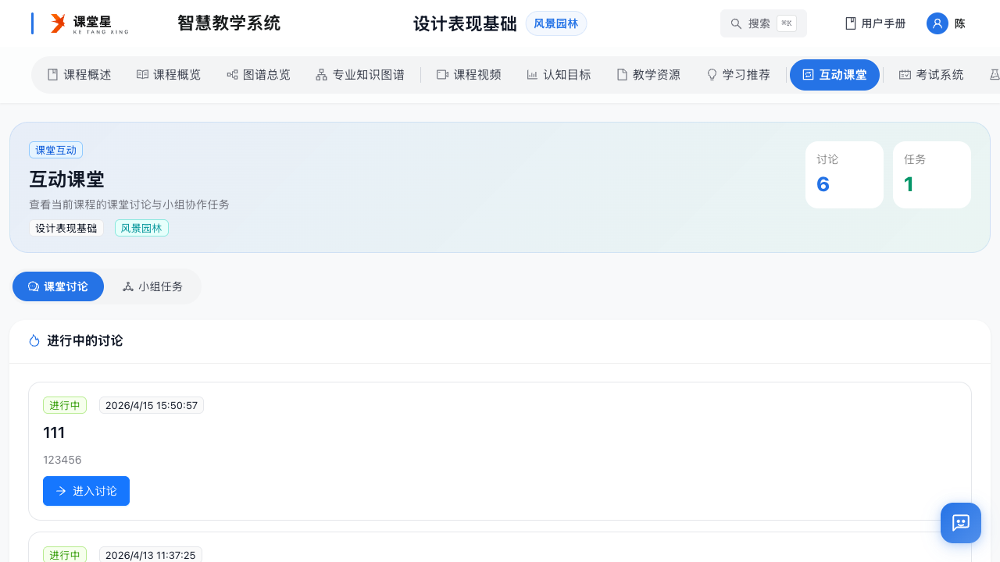 课堂星
KE TANG XING
智慧教学系统
设计表现基础 风景园林
搜索 ⌘K
用户手册
陈
课程概述 课程概览 图谱总览 专业知识图谱 课程视频 认知目标 教学资源 学习推荐 互动课堂 考试系统
课堂互动
互动课堂
查看当前课程的课堂讨论与小组协作任务
设计表现基础 风景园林
讨论
6
任务
1
课堂讨论 小组任务
进行中的讨论
进行中 2026/4/15 15:50:57
111
123456
进入讨论
进行中 2026/4/13 11:37:25